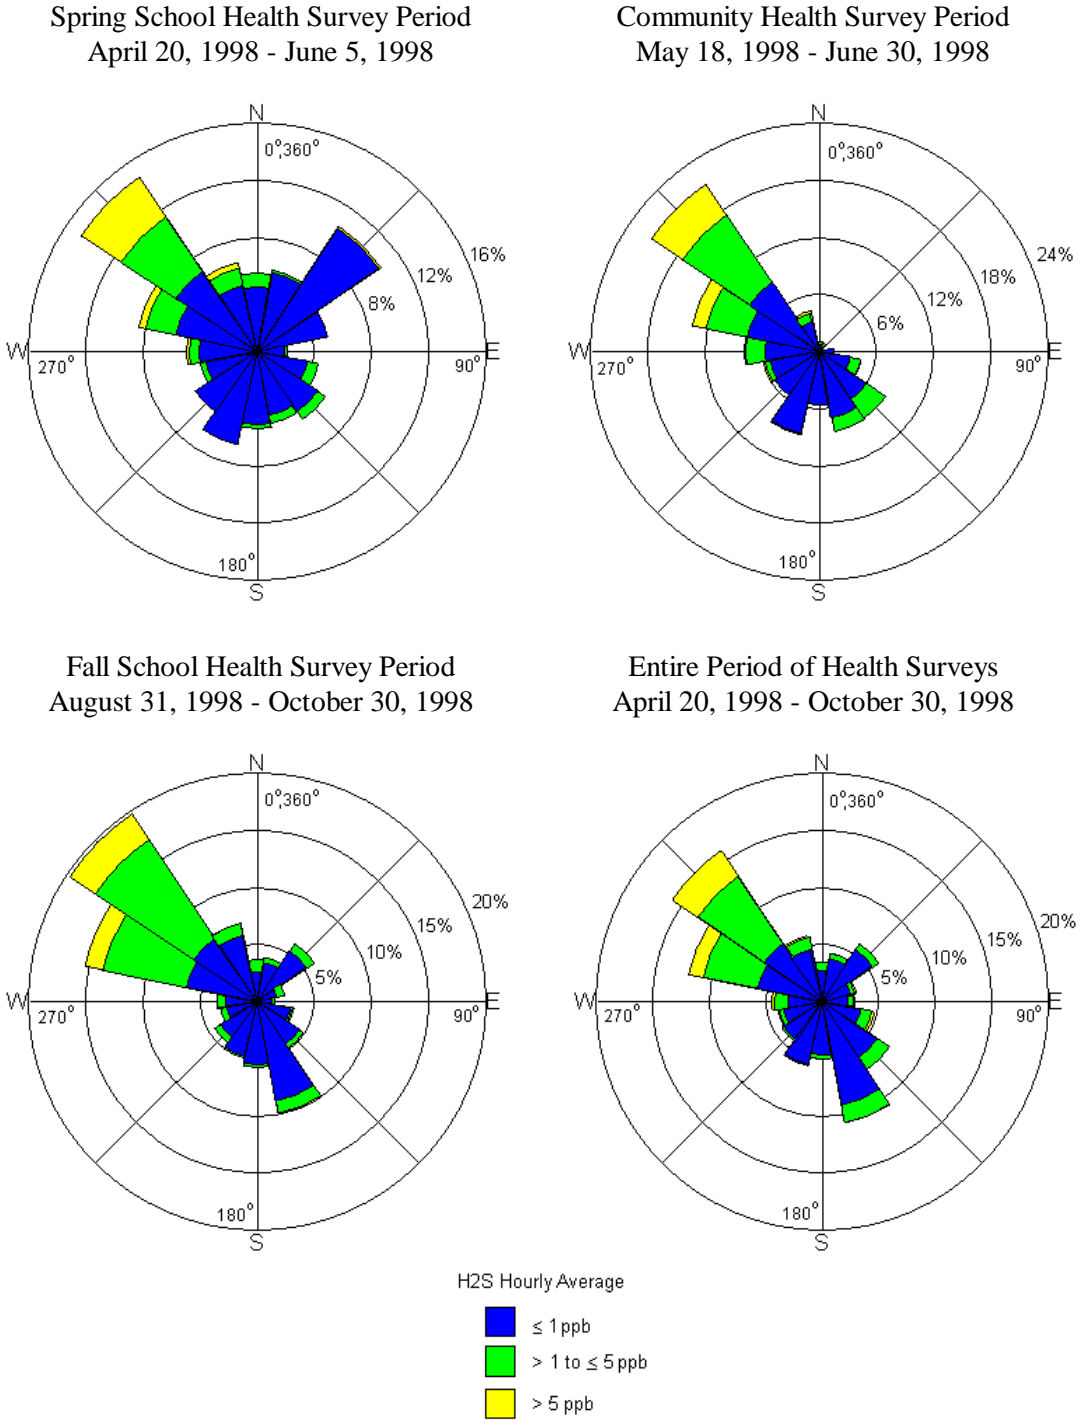 Spring School Health Survey Period
April 20, 1998 - June 5, 1998
N
0°,360°
16%
12%
8%
W
270°
E
90°
180°
S
Community Health Survey Period
May 18, 1998 - June 30, 1998
N
0°,360°
24%
18%
12%
6%
W
270°
E
90°
180°
S
Fall School Health Survey Period
August 31, 1998 - October 30, 1998
N
0°,360°
20%
15%
10%
5%
W
270°
E
90°
180°
S
Entire Period of Health Surveys
April 20, 1998 - October 30, 1998
N
0°,360°
20%
15%
10%
5%
W
270°
E
90°
180°
S
H2S Hourly Average
≤ 1 ppb
> 1 to ≤ 5 ppb
> 5 ppb